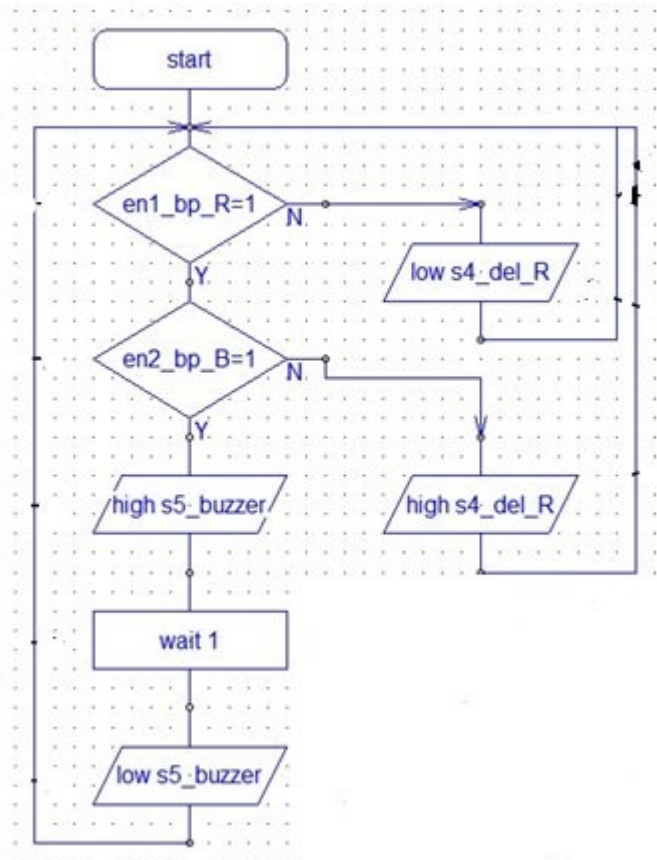 start
en1_bp_R=1
N
low s4_del_R
Y
en2_bp_B=1
N
Y
high s5_buzzer
high s4_del_R
wait 1
low s5_buzzer